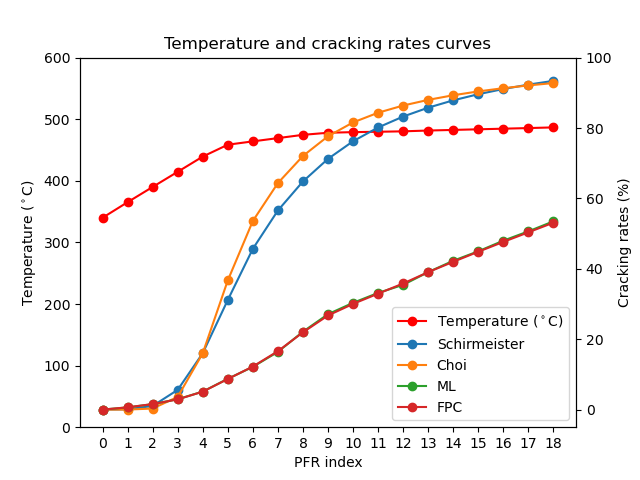 Temperature and cracking rates curves
600
500
400
300
200
100
0
Temperature (°C)
100
80
60
40
20
0
Cracking rates (%)
Temperature (°C)
Schirmeister
Choi
ML
FPC
0 1 2 3 4 5 6 7 8 9 10 11 12 13 14 15 16 17 18
PFR index